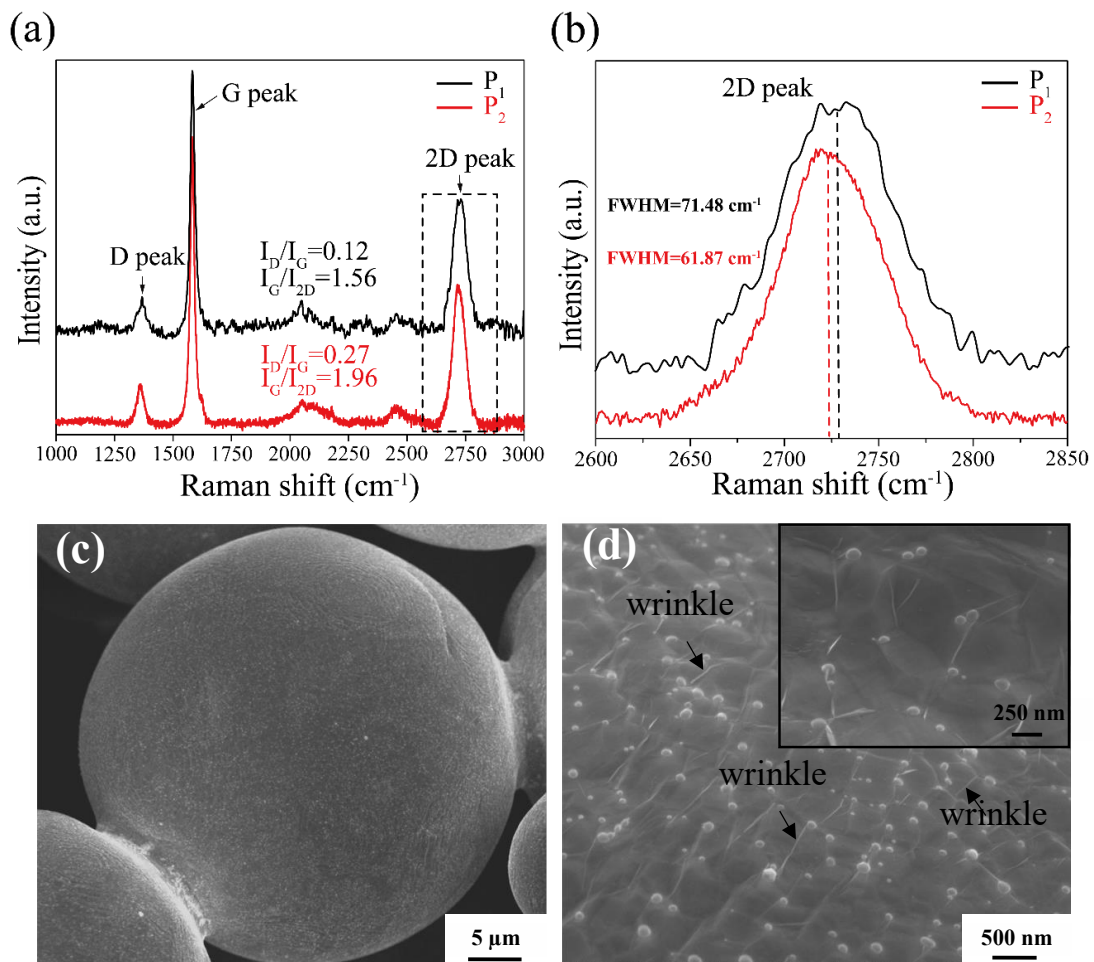 (a)
G peak
P1
P2
2D peak
D peak
ID/IG=0.12
IG/I2D=1.56
ID/IG=0.27
IG/I2D=1.96
Intensity (a.u.)
1000 1250 1500 1750 2000 2250 2500 2750 3000
Raman shift (cm-1)
(b)
2D peak
P1
P2
FWHM=71.48 cm-1
FWHM=61.87 cm-1
Intensity (a.u.)
2600 2650 2700 2750 2800 2850
Raman shift (cm-1)
(c)
5 µm
(d)
wrinkle
250 nm
wrinkle
wrinkle
500 nm